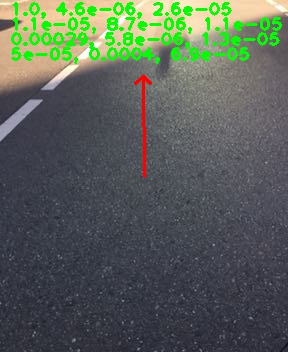 1.0, 4.6e-06, 2.6e-05
1.1e-05, 8.7e-06, 1.1e-05
0.00029, 5.8e-06, 1.3e-05
5e-05, 0.0004, 6.9e-05